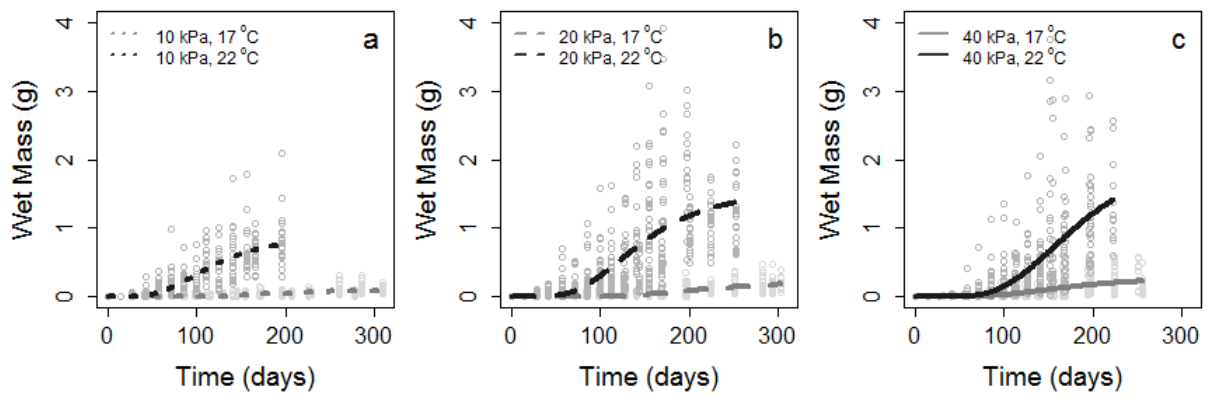 a
10 kPa, 17 °C
10 kPa, 22 °C
Wet Mass (g)
4
3
2
1
0
0 100 200 300
Time (days)
b
20 kPa, 17 °C
20 kPa, 22 °C
Wet Mass (g)
4
3
2
1
0
0 100 200 300
Time (days)
c
40 kPa, 17 °C
40 kPa, 22 °C
Wet Mass (g)
4
3
2
1
0
0 100 200 300
Time (days)